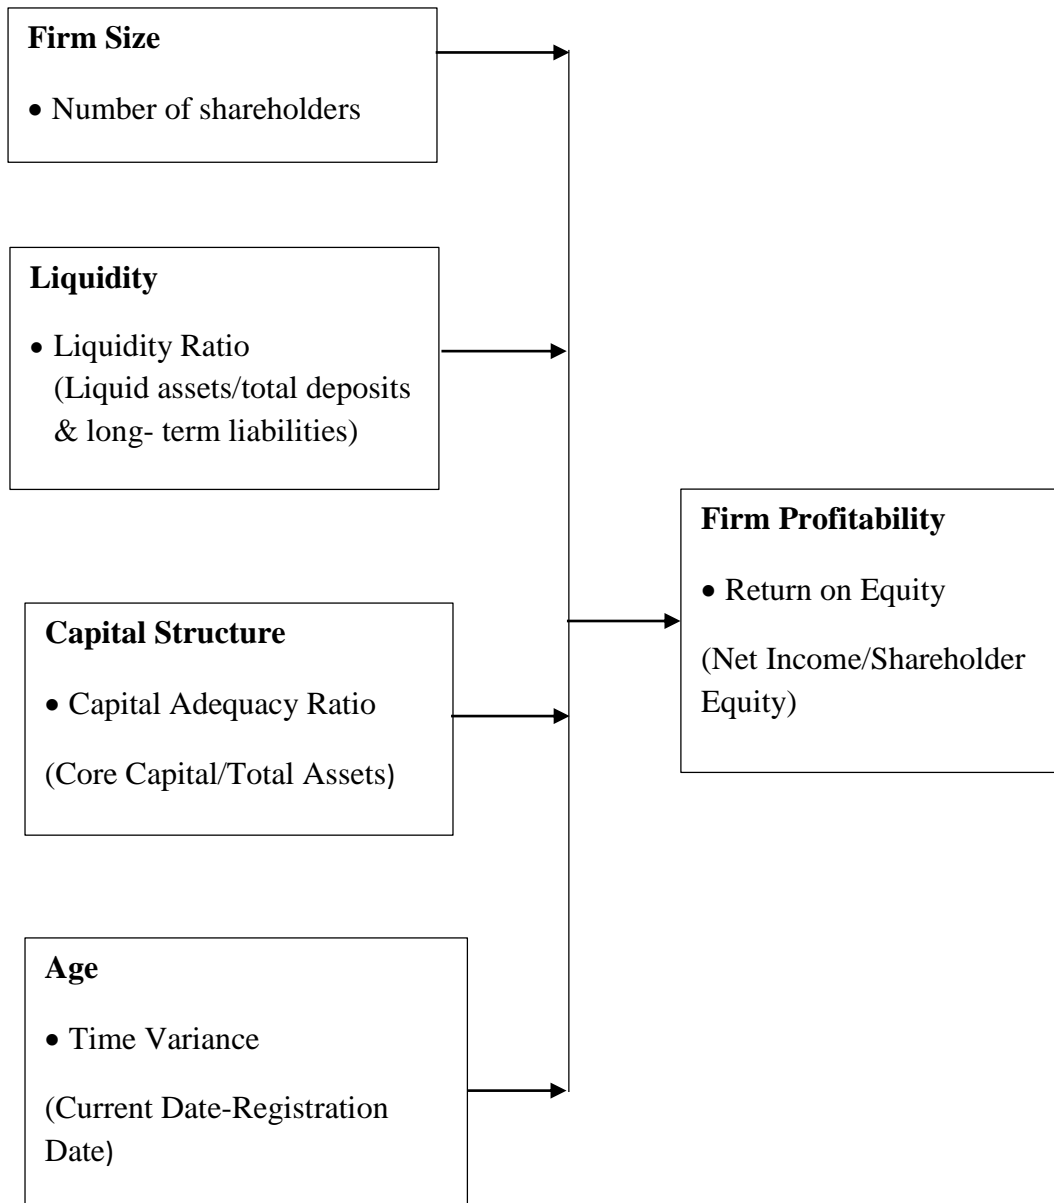 Firm Size
• Number of shareholders
Liquidity
• Liquidity Ratio
(Liquid assets/total deposits
& long- term liabilities)
Firm Profitability
• Return on Equity
(Net Income/Shareholder
Equity)
Capital Structure
• Capital Adequacy Ratio
(Core Capital/Total Assets)
Age
• Time Variance
(Current Date-Registration
Date)